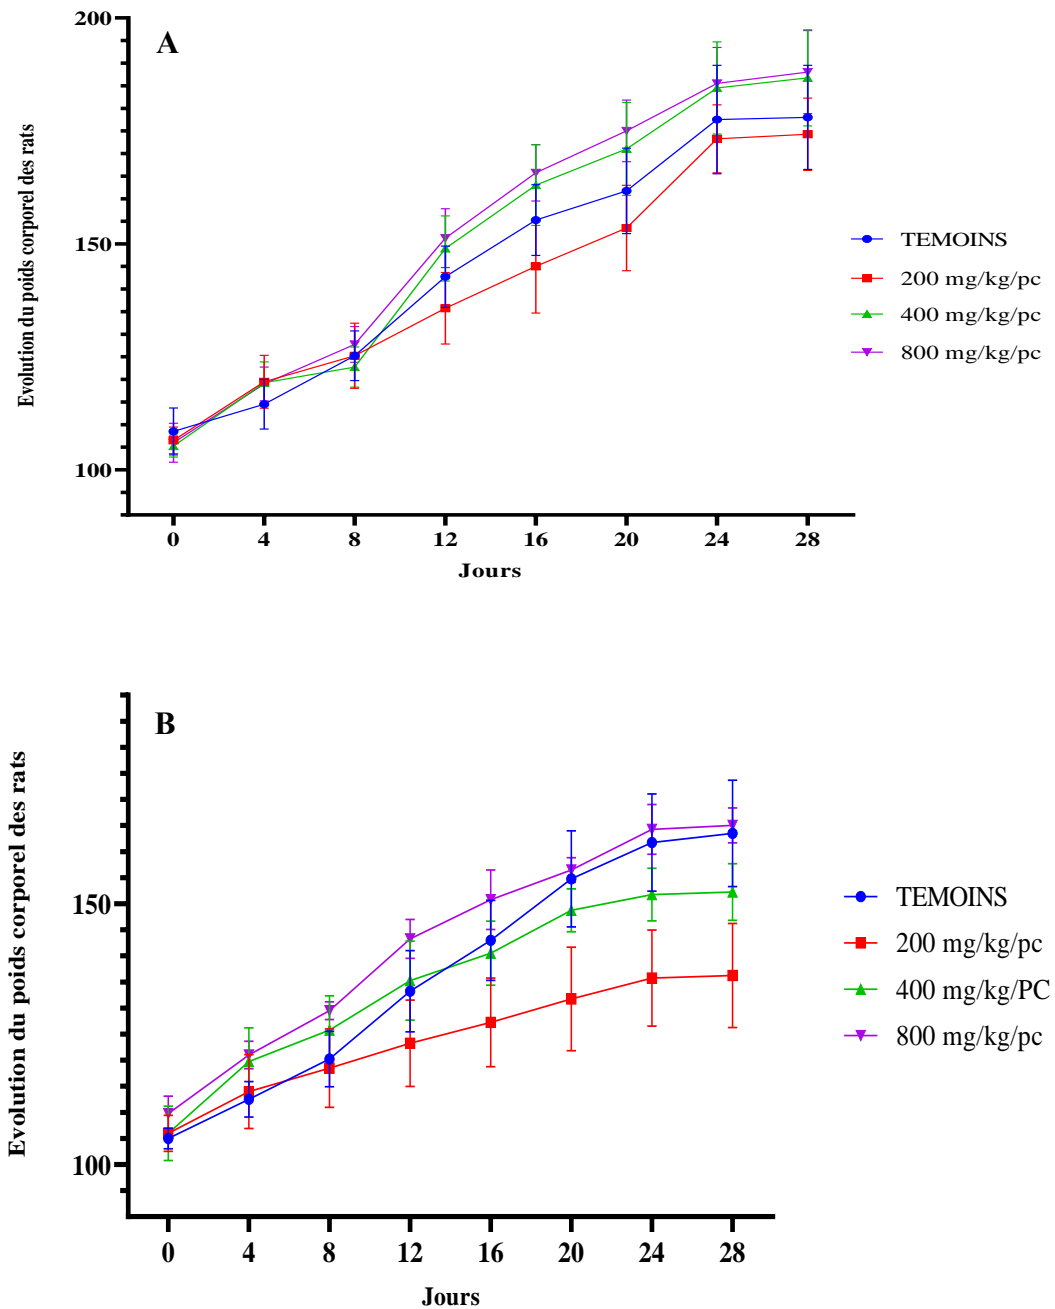 A
Evolution du poids corporel des rats
200
150
100
0 4 8 12 16 20 24 28
Jours
TEMOINS
200 mg/kg/pc
400 mg/kg/pc
800 mg/kg/pc
B
Evolution du poids corporel des rats
150
100
0 4 8 12 16 20 24 28
Jours
TEMOINS
200 mg/kg/pc
400 mg/kg/PC
800 mg/kg/pc